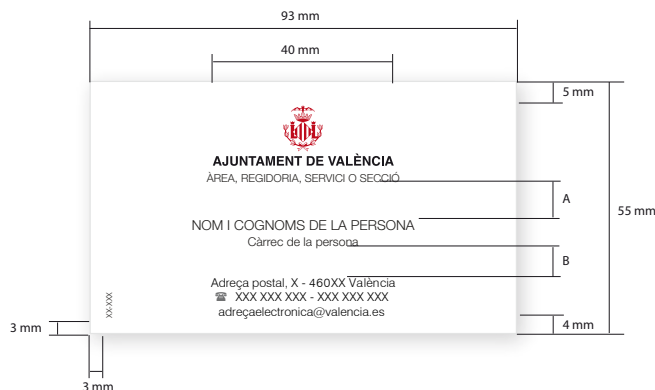 93 mm
40 mm
5 mm
AJUNTAMENT DE VALÈNCIA
ÀREA, REGIDORIA, SERVICI O SECCIÓ
A
55 mm
NOM I COGNOMS DE LA PERSONA
Càrrec de la persona
B
Adreça postal, X - 460XX València
☎ XXX XXX XXX - XXX XXX XXX
adreçaelectronica@valencia.es
XX-XXX
4 mm
3 mm
3 mm